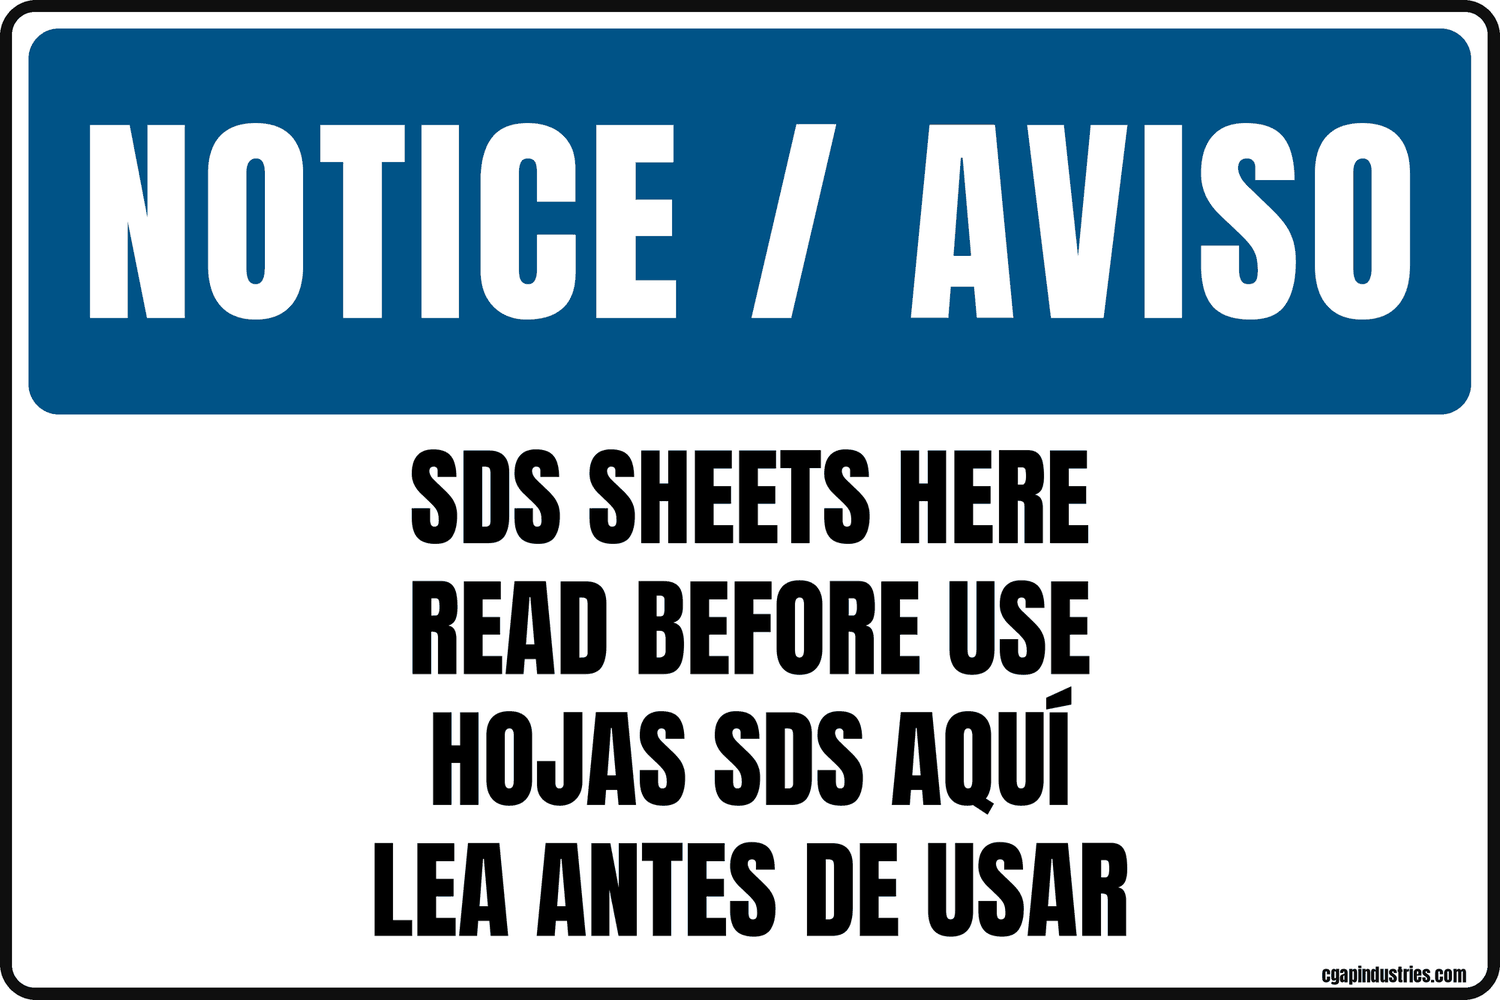 NOTICE / AVISO
SDS SHEETS HERE
READ BEFORE USE
HOJAS SDS AQUÍ
LEA ANTES DE USAR
cgapindustries.com